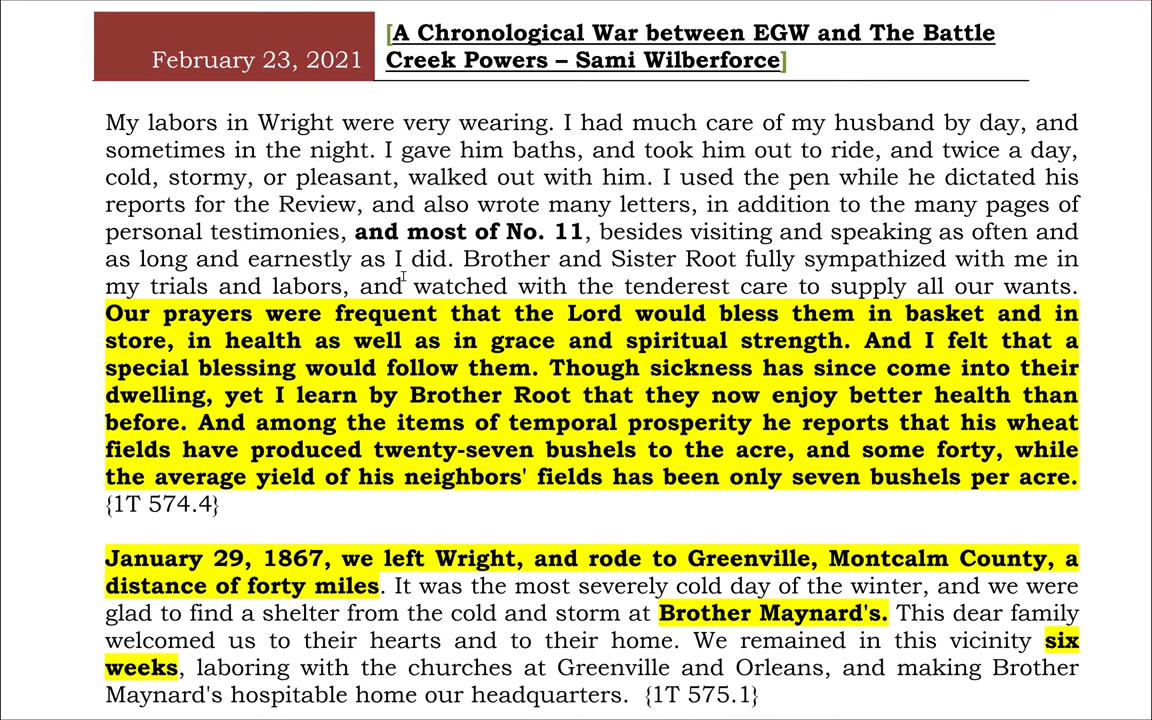 February 23, 2021
[A Chronological War between EGW and The Battle
Creek Powers – Sami Wilberforce]
My labors in Wright were very wearing. I had much care of my husband by day, and
sometimes in the night. I gave him baths, and took him out to ride, and twice a day,
cold, stormy, or pleasant, walked out with him. I used the pen while he dictated his
reports for the Review, and also wrote many letters, in addition to the many pages of
personal testimonies, and most of No. 11, besides visiting and speaking as often and
as long and earnestly as I did. Brother and Sister Root fully sympathized with me in
my trials and labors, and watched with the tenderest care to supply all our wants.
Our prayers were frequent that the Lord would bless them in basket and in
store, in health as well as in grace and spiritual strength. And I felt that a
special blessing would follow them. Though sickness has since come into their
dwelling, yet I learn by Brother Root that they now enjoy better health than
before. And among the items of temporal prosperity he reports that his wheat
fields have produced twenty-seven bushels to the acre, and some forty, while
the average yield of his neighbors' fields has been only seven bushels per acre.
{1T 574.4}
January 29, 1867, we left Wright, and rode to Greenville, Montcalm County, a
distance of forty miles. It was the most severely cold day of the winter, and we were
glad to find a shelter from the cold and storm at Brother Maynard's. This dear family
welcomed us to their hearts and to their home. We remained in this vicinity six
weeks, laboring with the churches at Greenville and Orleans, and making Brother
Maynard's hospitable home our headquarters. {1T 575.1}